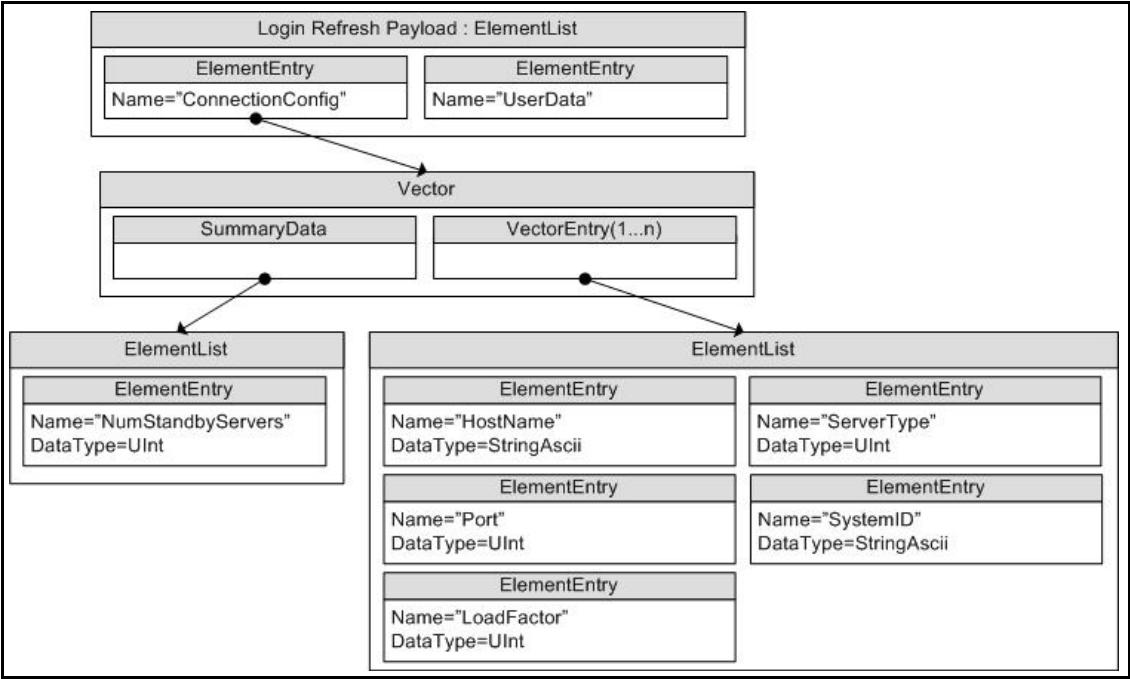 Login Refresh Payload : ElementList
ElementEntry
Name=”ConnectionConfig”
ElementEntry
Name=”UserData”
Vector
SummaryData
VectorEntry(1...n)
ElementList
ElementEntry
Name=”NumStandbyServers”
DataType=UInt
ElementList
ElementEntry
Name=”HostName”
DataType=StringAscii
ElementEntry
Name=”ServerType”
DataType=UInt
ElementEntry
Name=”Port”
DataType=UInt
ElementEntry
Name=”SystemID”
DataType=StringAscii
ElementEntry
Name=”LoadFactor”
DataType=UInt